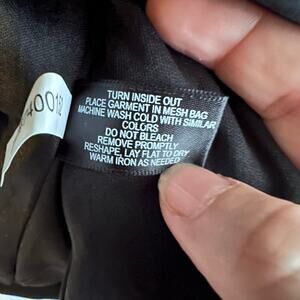 TURN INSIDE OUT
PLACE GARMENT IN MESH BAG
MACHINE WASH COLD WITH SIMILAR
COLORS
DO NOT BLEACH
REMOVE PROMPTLY
RESHAPE, LAY FLAT TO DRY
WARM IRON AS NEEDED